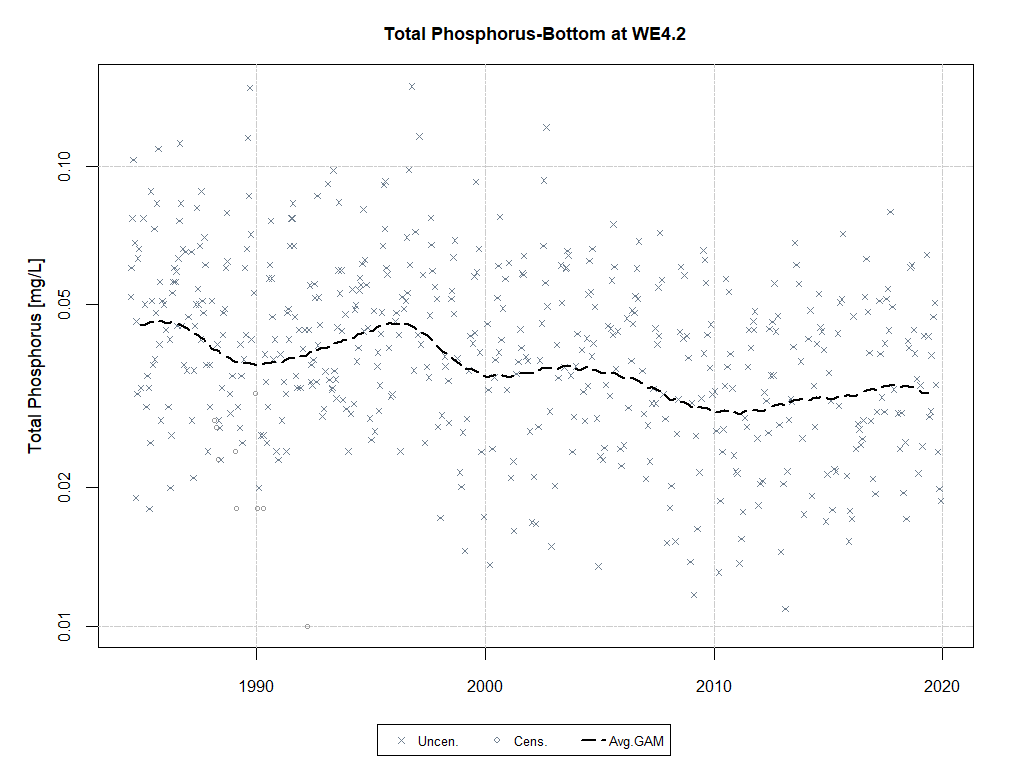 Total Phosphorus-Bottom at WE4.2
Total Phosphorus [mg/L]
0.10
0.05
0.02
0.01
1990 2000 2010 2020
Uncen. Cens. Avg.GAM